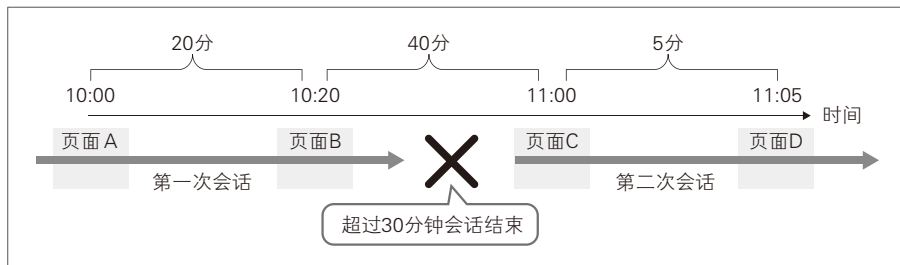 20分 40分 5分
10:00 10:20 11:00 11:05
时间
页面A 页面B 页面C 页面D
第一次会话 第二次会话
超过30分钟会话结束